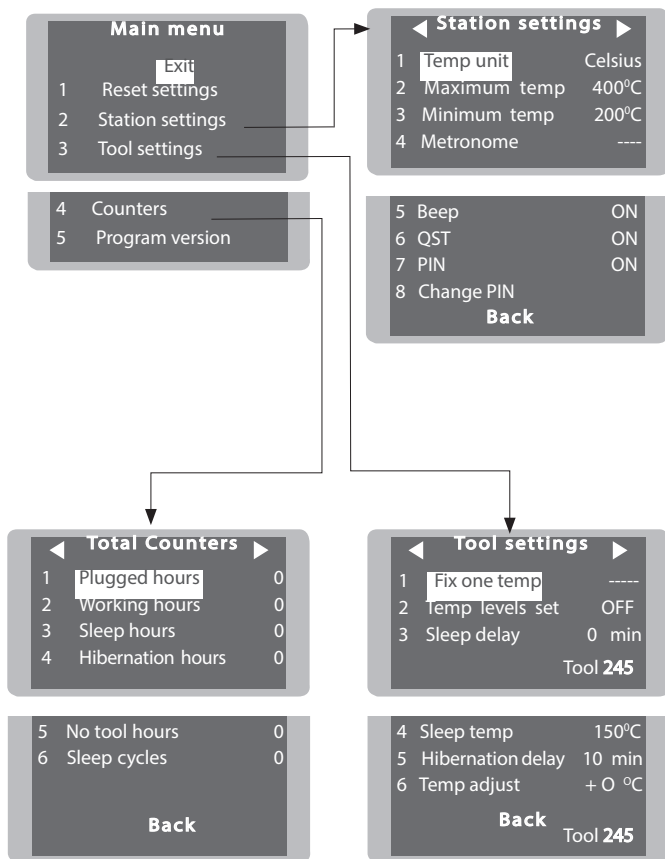 Main menu
Exit
1 Reset settings
2 Station settings
3 Tool settings
4 Counters
5 Program version
Station settings
1 Temp unit Celsius
2 Maximum temp 400⁰C
3 Minimum temp 200⁰C
4 Metronome ----
5 Beep ON
6 QST ON
7 PIN ON
8 Change PIN
Back
Total Counters
1 Plugged hours 0
2 Working hours 0
3 Sleep hours 0
4 Hibernation hours 0
5 No tool hours 0
6 Sleep cycles 0
Back
Tool settings
1 Fix one temp -----
2 Temp levels set OFF
3 Sleep delay 0 min
Tool 245
4 Sleep temp 150⁰C
5 Hibernation delay 10 min
6 Temp adjust + O ᴼC
Back
Tool 245